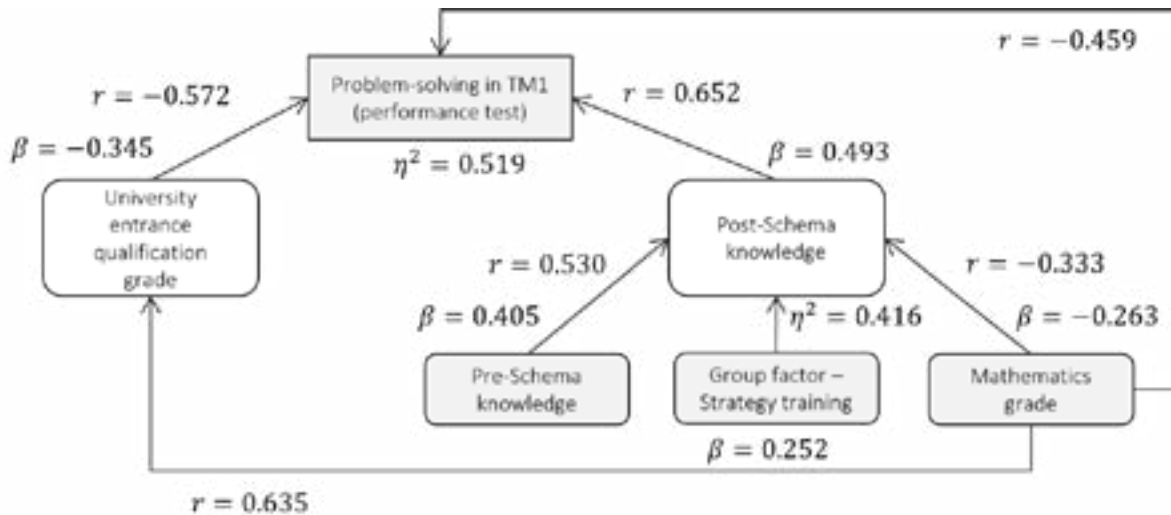 r = −0.459
Problem-solving in TM1
(performance test)
r = −0.572
r = 0.652
β = −0.345
η² = 0.519
β = 0.493
University
entrance
qualification
grade
Post-Schema
knowledge
r = 0.530
r = −0.333
β = 0.405
η² = 0.416
β = −0.263
Pre-Schema
knowledge
Group factor –
Strategy training
Mathematics
grade
β = 0.252
r = 0.635